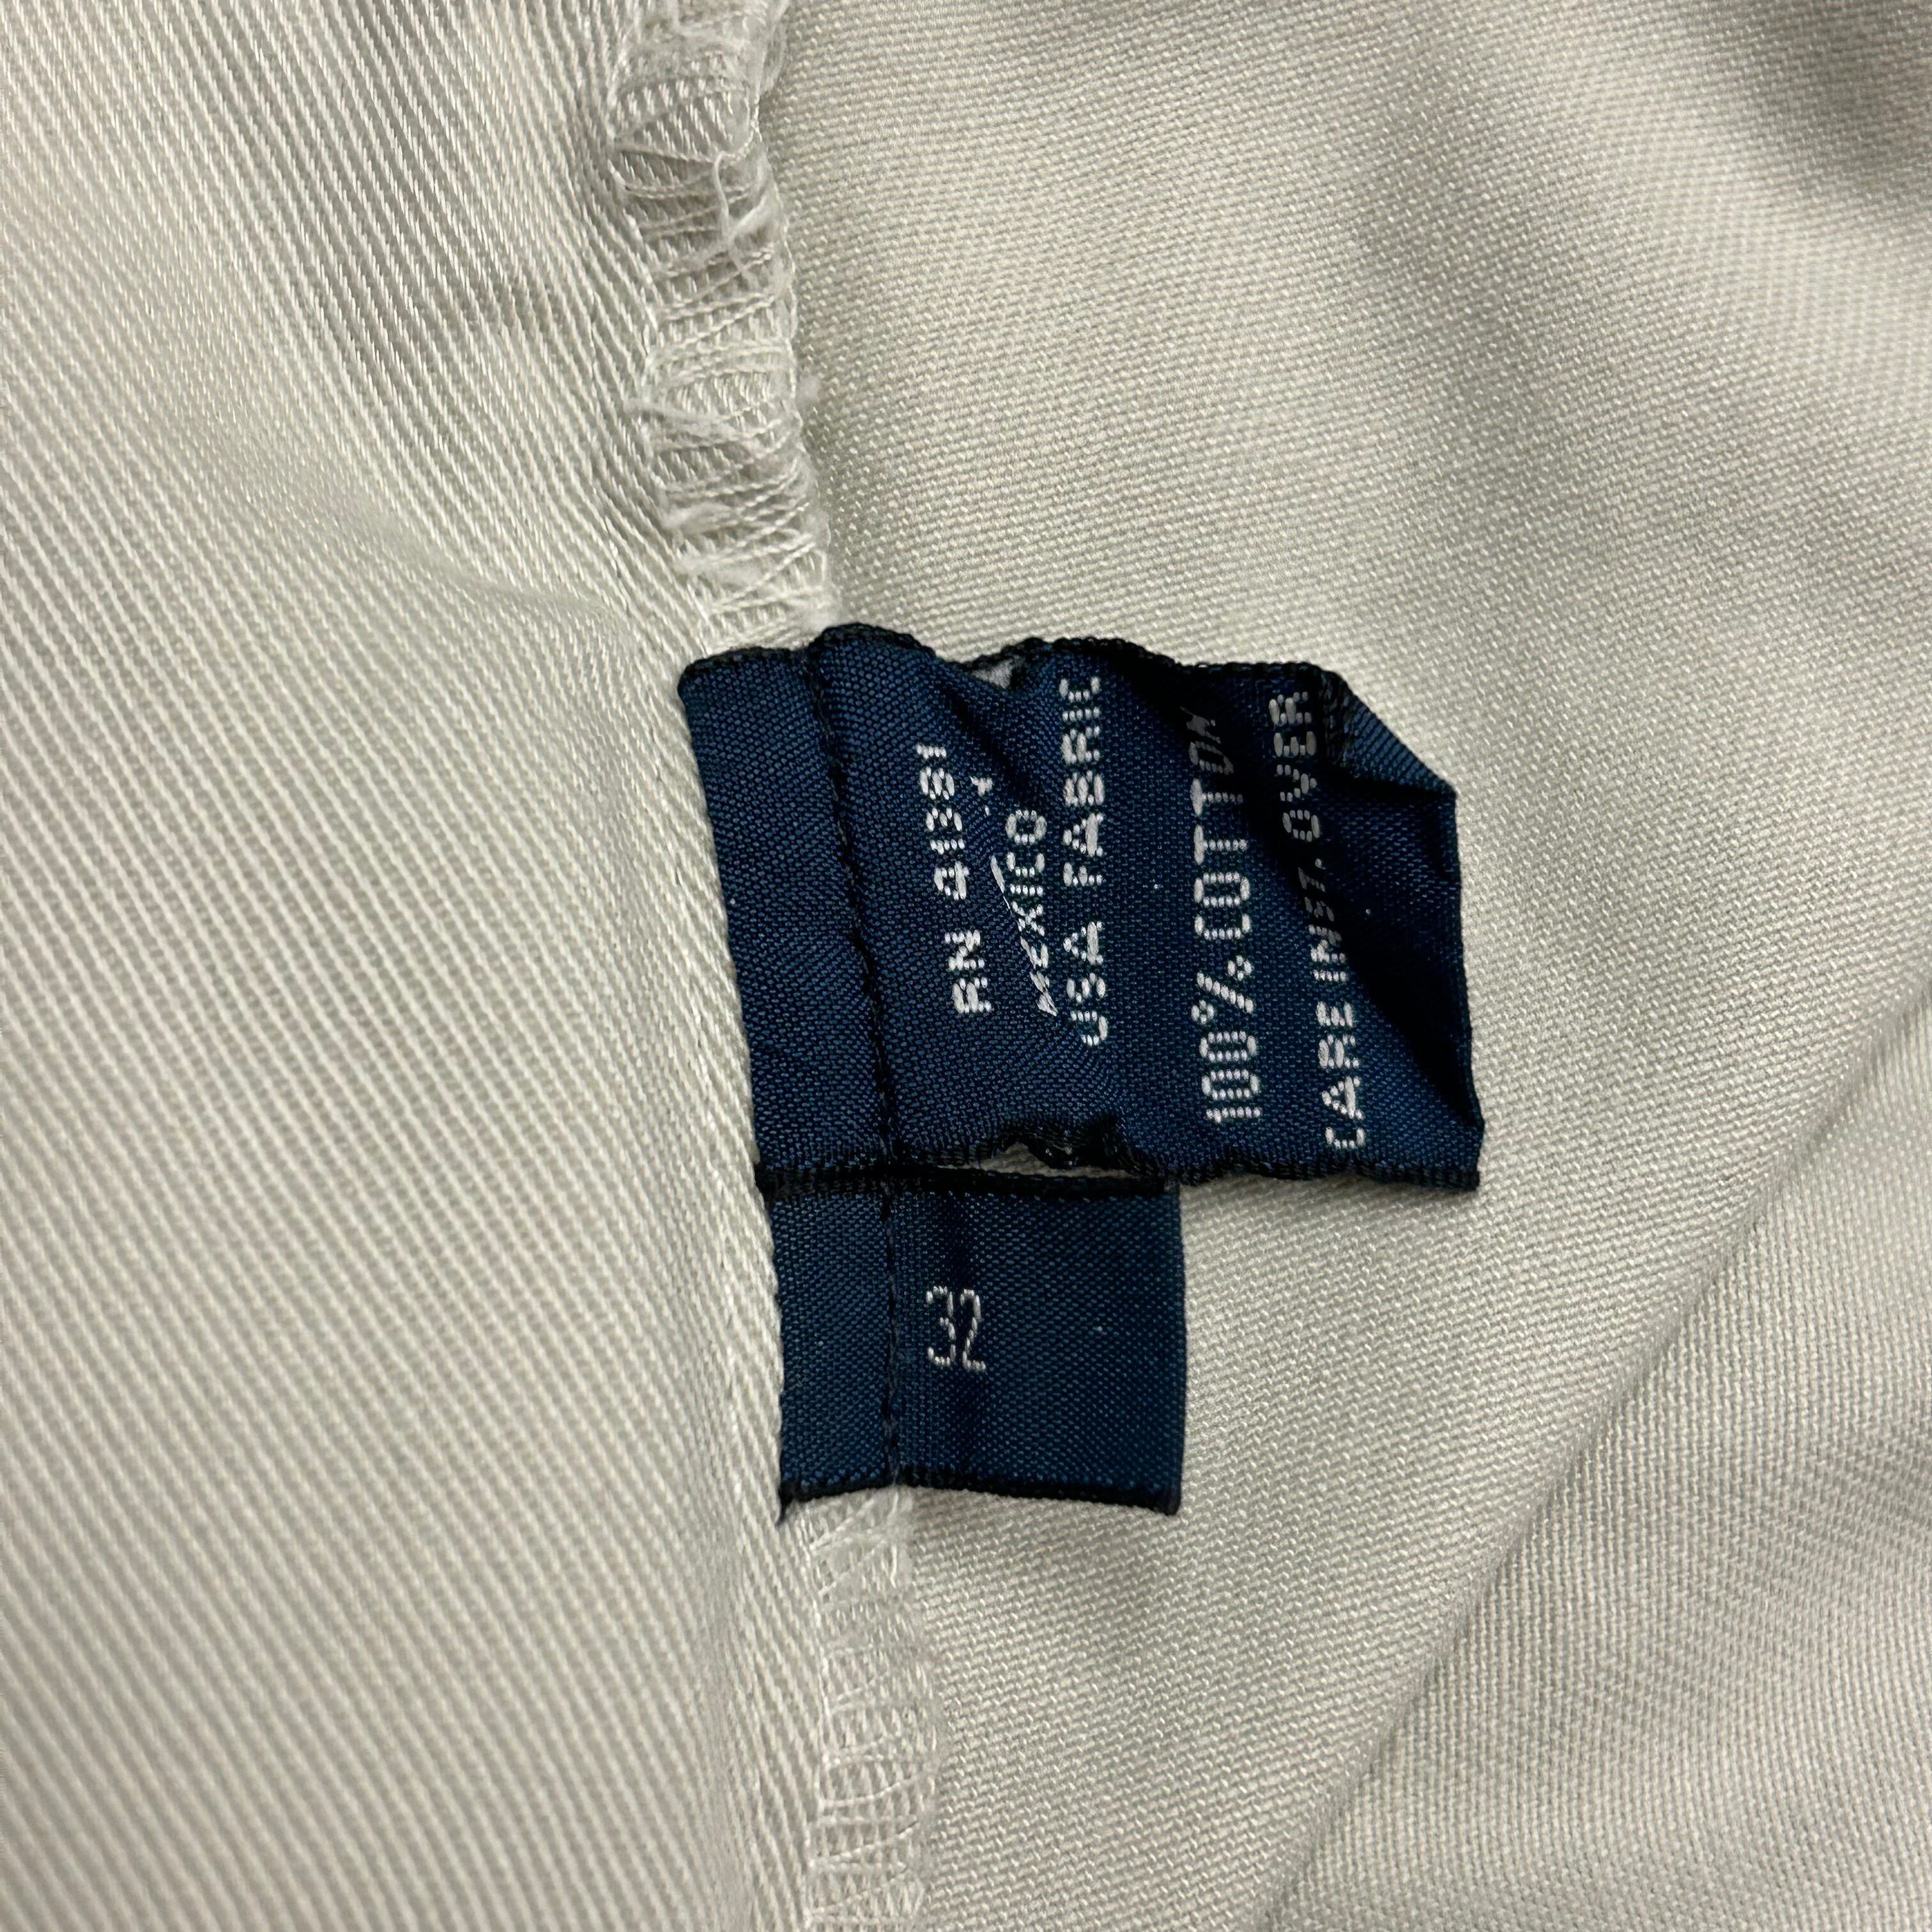 RN 41381
MEXICO
USA FABRIC
100% COTTON
CARE INST. OVER
32